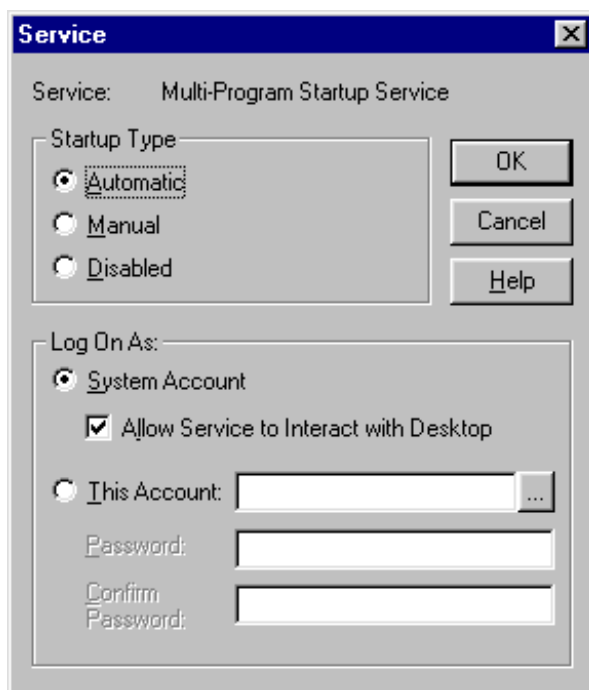 Service
Service: Multi-Program Startup Service
Startup Type
Automatic
Manual
Disabled
OK
Cancel
Help
Log On As:
System Account
Allow Service to Interact with Desktop
This Account:
...
Password:
Confirm
Password: